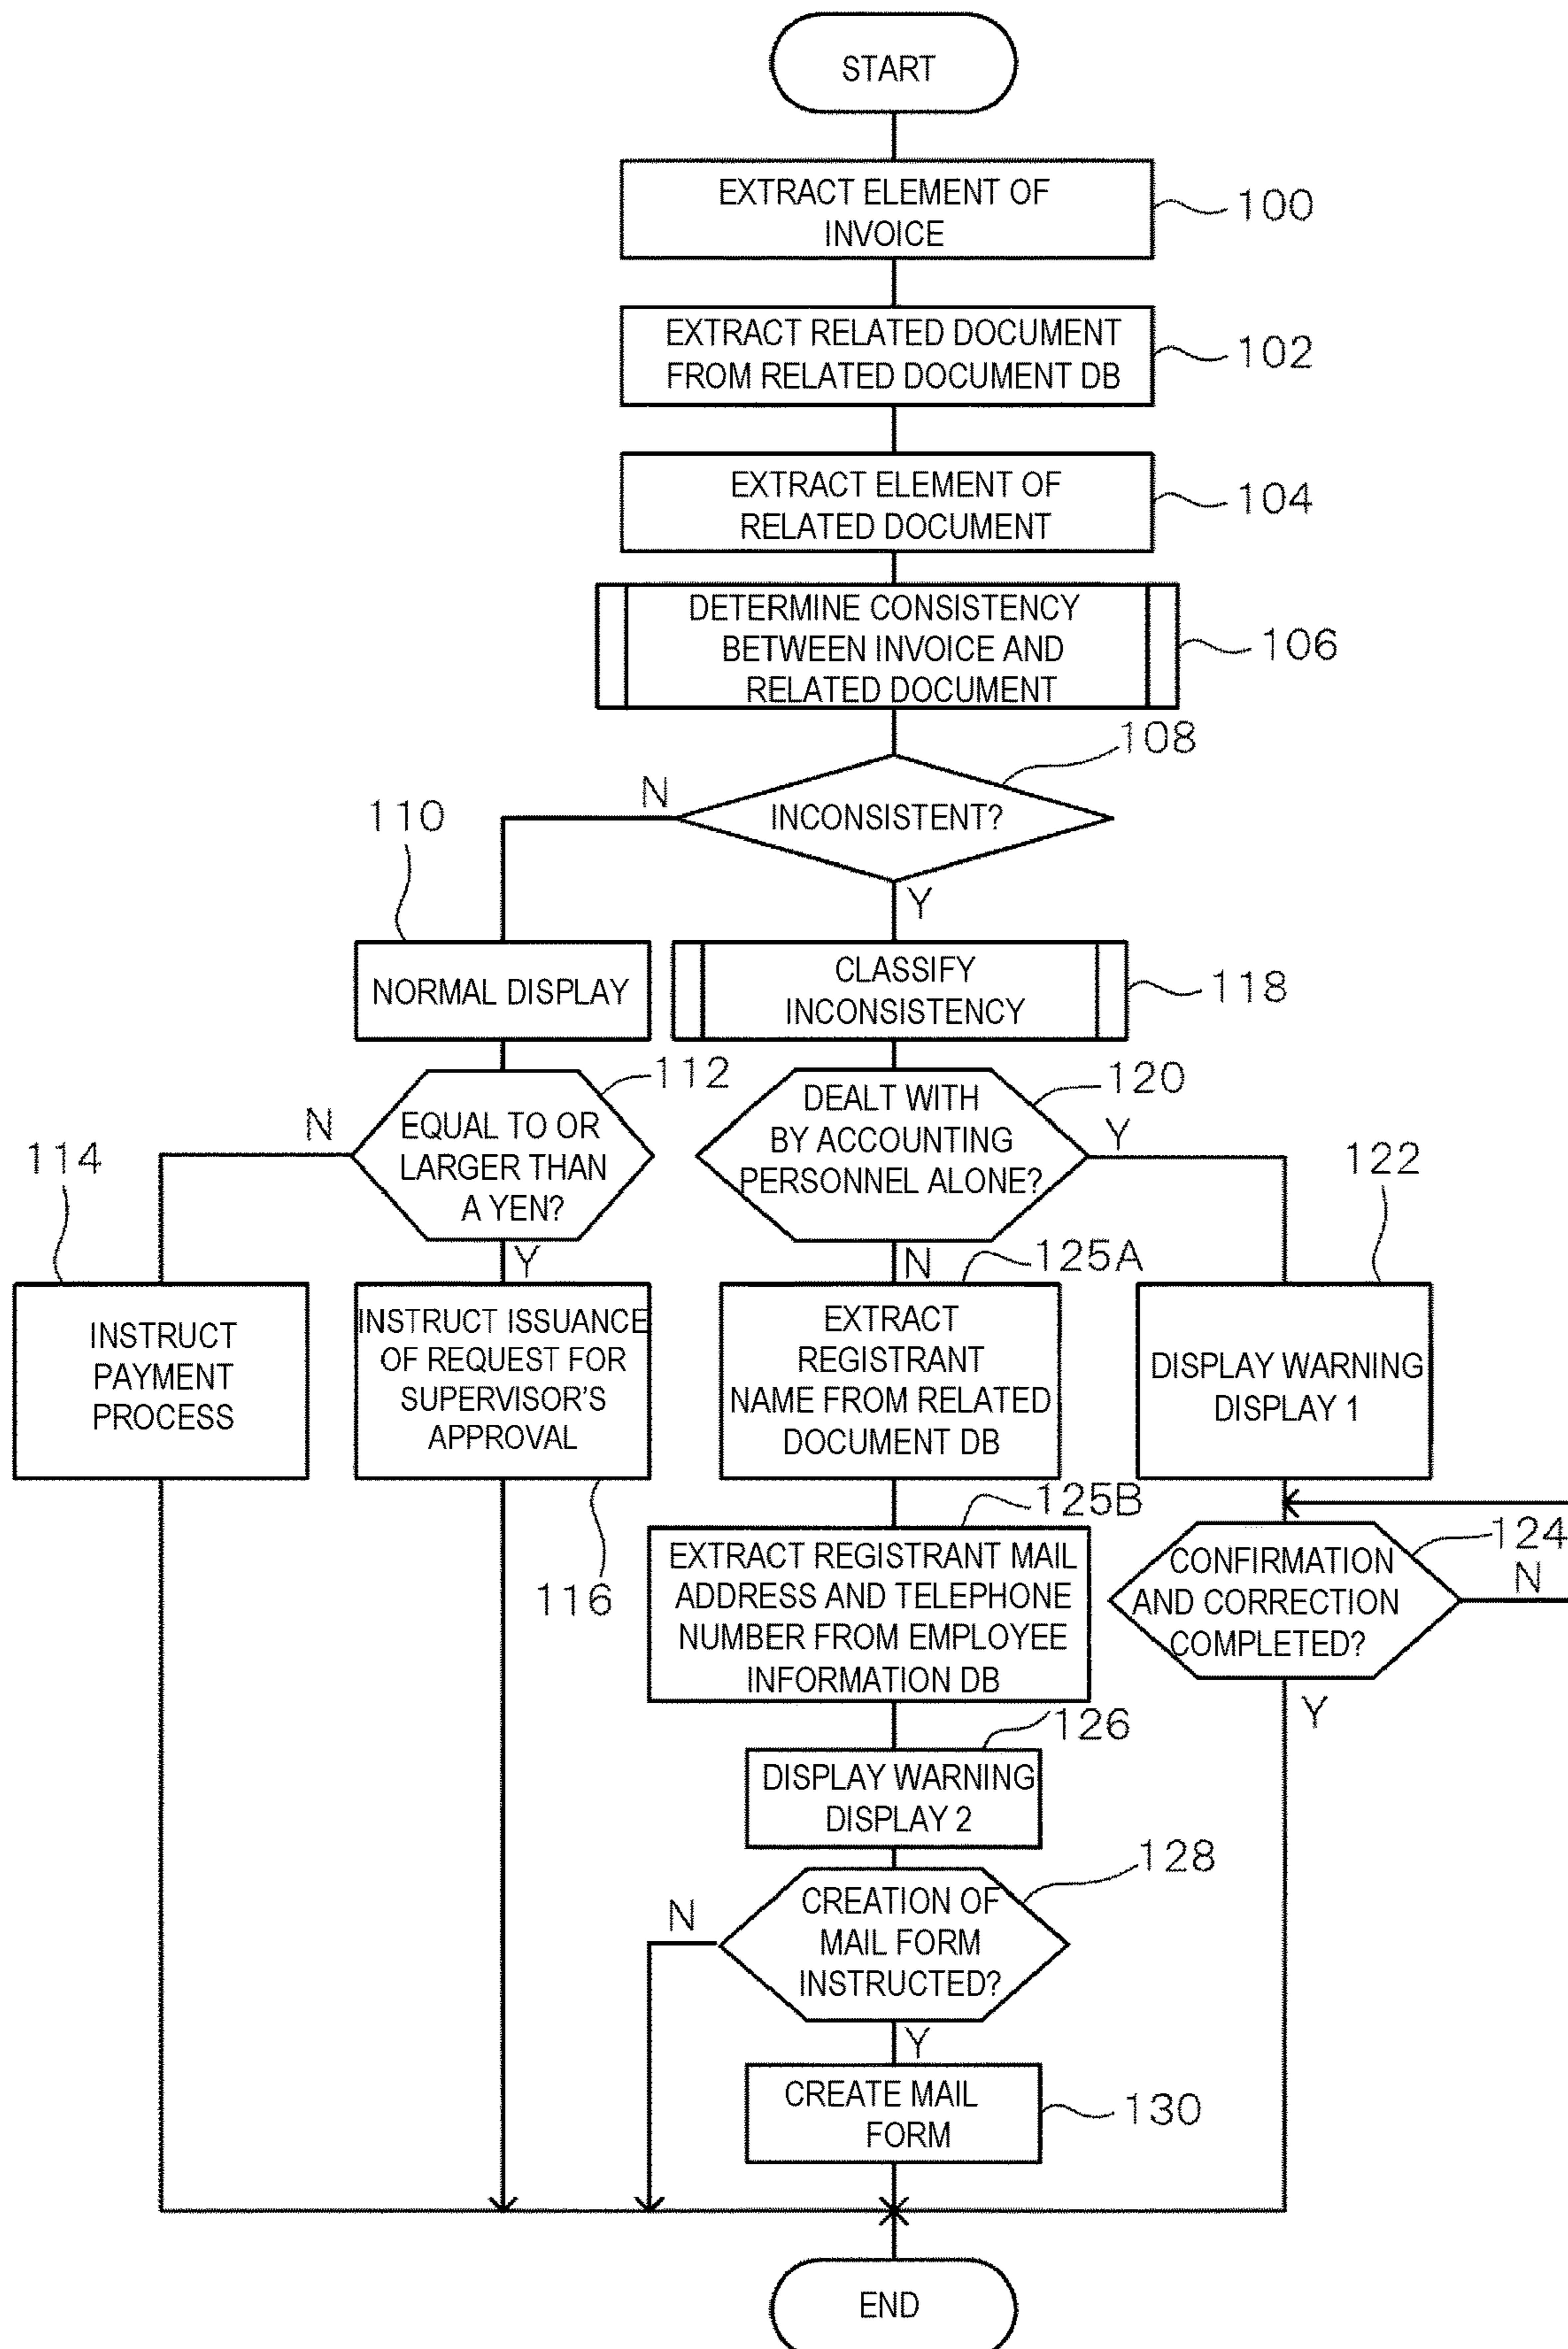 START
EXTRACT ELEMENT OF
INVOICE
100
EXTRACT RELATED DOCUMENT
FROM RELATED DOCUMENT DB
102
EXTRACT ELEMENT OF
RELATED DOCUMENT
104
DETERMINE CONSISTENCY
BETWEEN INVOICE AND
RELATED DOCUMENT
106
108
INCONSISTENT?
N
Y
110
NORMAL DISPLAY
CLASSIFY
INCONSISTENCY
118
112
EQUAL TO OR
LARGER THAN
A YEN?
N
Y
120
DEALT WITH
BY ACCOUNTING
PERSONNEL ALONE?
Y
N
114
INSTRUCT
PAYMENT
PROCESS
INSTRUCT ISSUANCE
OF REQUEST FOR
SUPERVISOR'S
APPROVAL
116
125A
EXTRACT
REGISTRANT
NAME FROM RELATED
DOCUMENT DB
122
DISPLAY WARNING
DISPLAY 1
125B
EXTRACT REGISTRANT MAIL
ADDRESS AND TELEPHONE
NUMBER FROM EMPLOYEE
INFORMATION DB
124
CONFIRMATION
AND CORRECTION
COMPLETED?
N
Y
126
DISPLAY WARNING
DISPLAY 2
128
CREATION OF
MAIL FORM
INSTRUCTED?
N
Y
CREATE MAIL
FORM
130
END